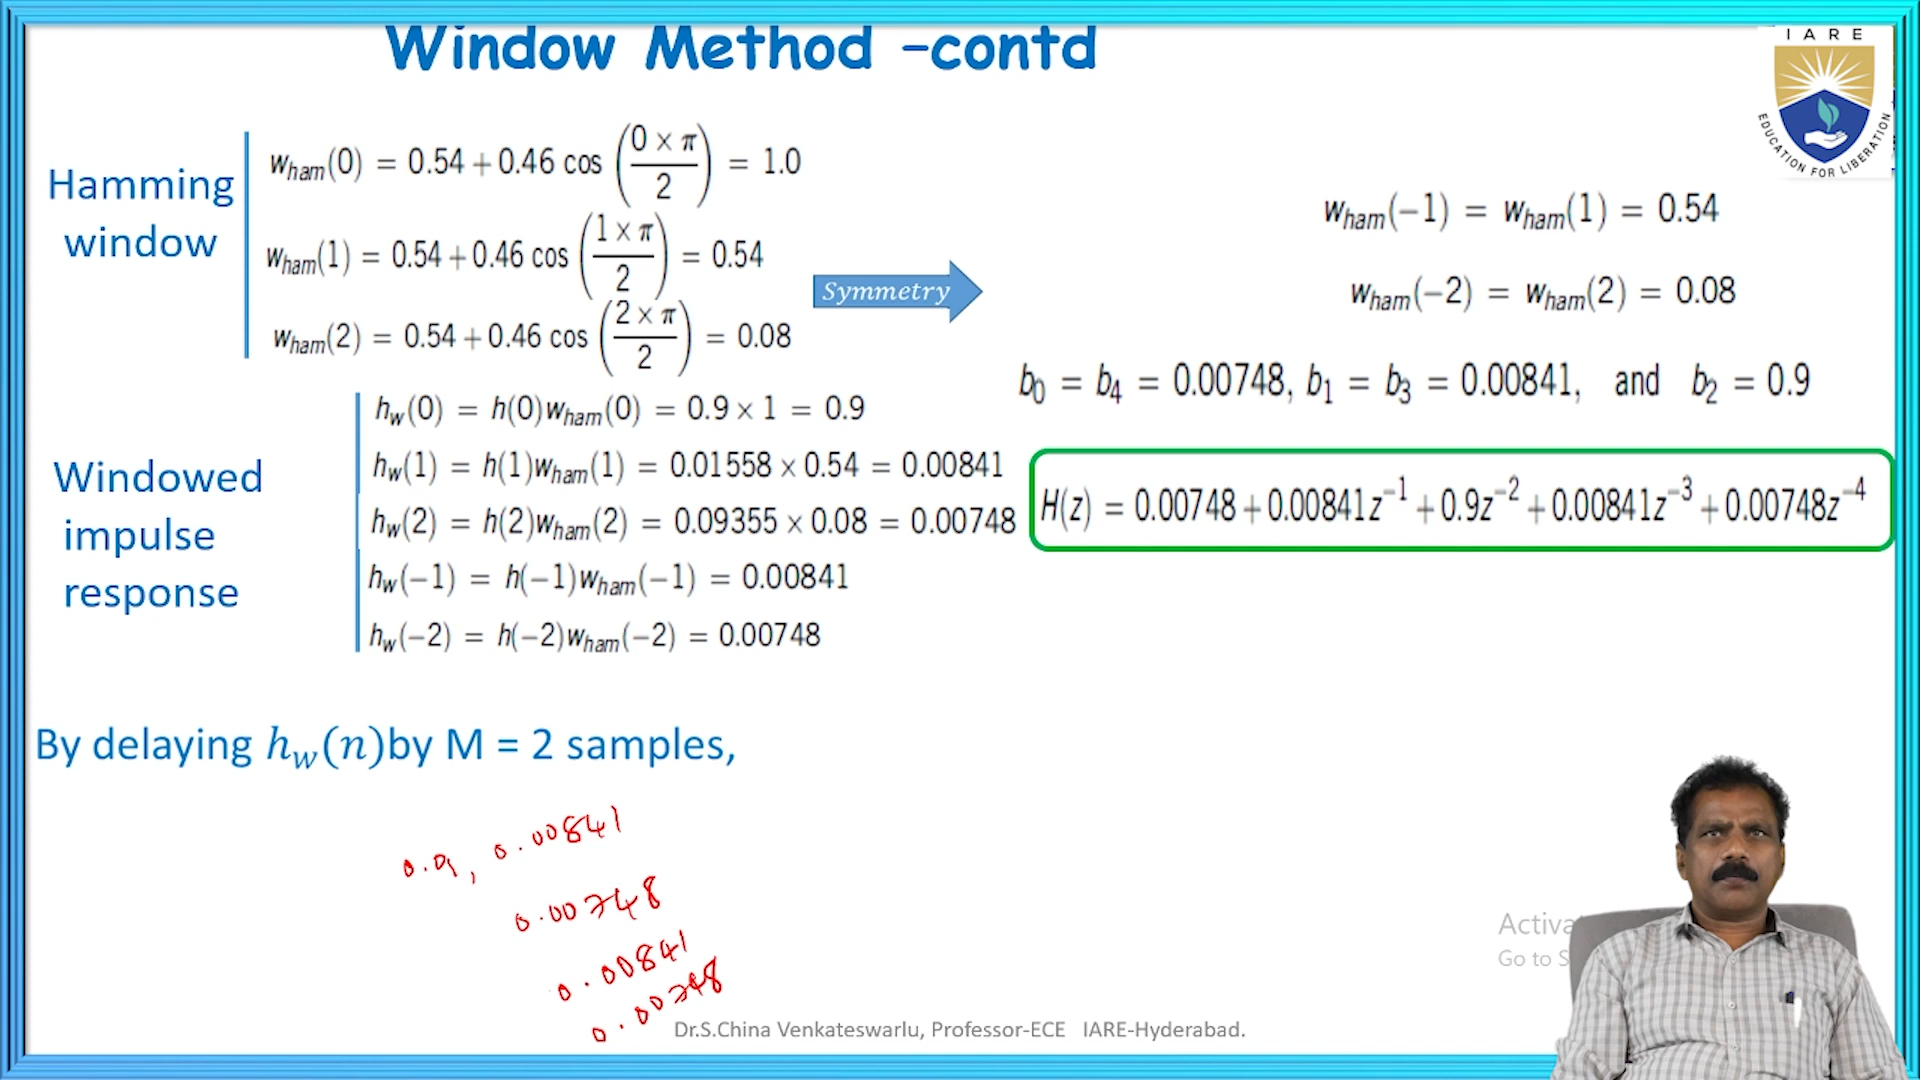 Window Method –contd
IARE
EDUCATION FOR LIBERATION
Hamming
window
w_ham(0) = 0.54 + 0.46 cos (0 × π / 2) = 1.0
w_ham(1) = 0.54 + 0.46 cos (1 × π / 2) = 0.54
w_ham(2) = 0.54 + 0.46 cos (2 × π / 2) = 0.08
Symmetry
w_ham(−1) = w_ham(1) = 0.54
w_ham(−2) = w_ham(2) = 0.08
b_0 = b_4 = 0.00748, b_1 = b_3 = 0.00841, and b_2 = 0.9
H(z) = 0.00748 + 0.00841z^−1 + 0.9z^−2 + 0.00841z^−3 + 0.00748z^−4
Windowed
impulse
response
h_w(0) = h(0)w_ham(0) = 0.9 × 1 = 0.9
h_w(1) = h(1)w_ham(1) = 0.01558 × 0.54 = 0.00841
h_w(2) = h(2)w_ham(2) = 0.09355 × 0.08 = 0.00748
h_w(−1) = h(−1)w_ham(−1) = 0.00841
h_w(−2) = h(−2)w_ham(−2) = 0.00748
By delaying h_w(n)by M = 2 samples,
0.9, 0.00841
0.00748
0.00841
0.00748
Dr.S.China Venkateswarlu, Professor-ECE IARE-Hyderabad.
Go to